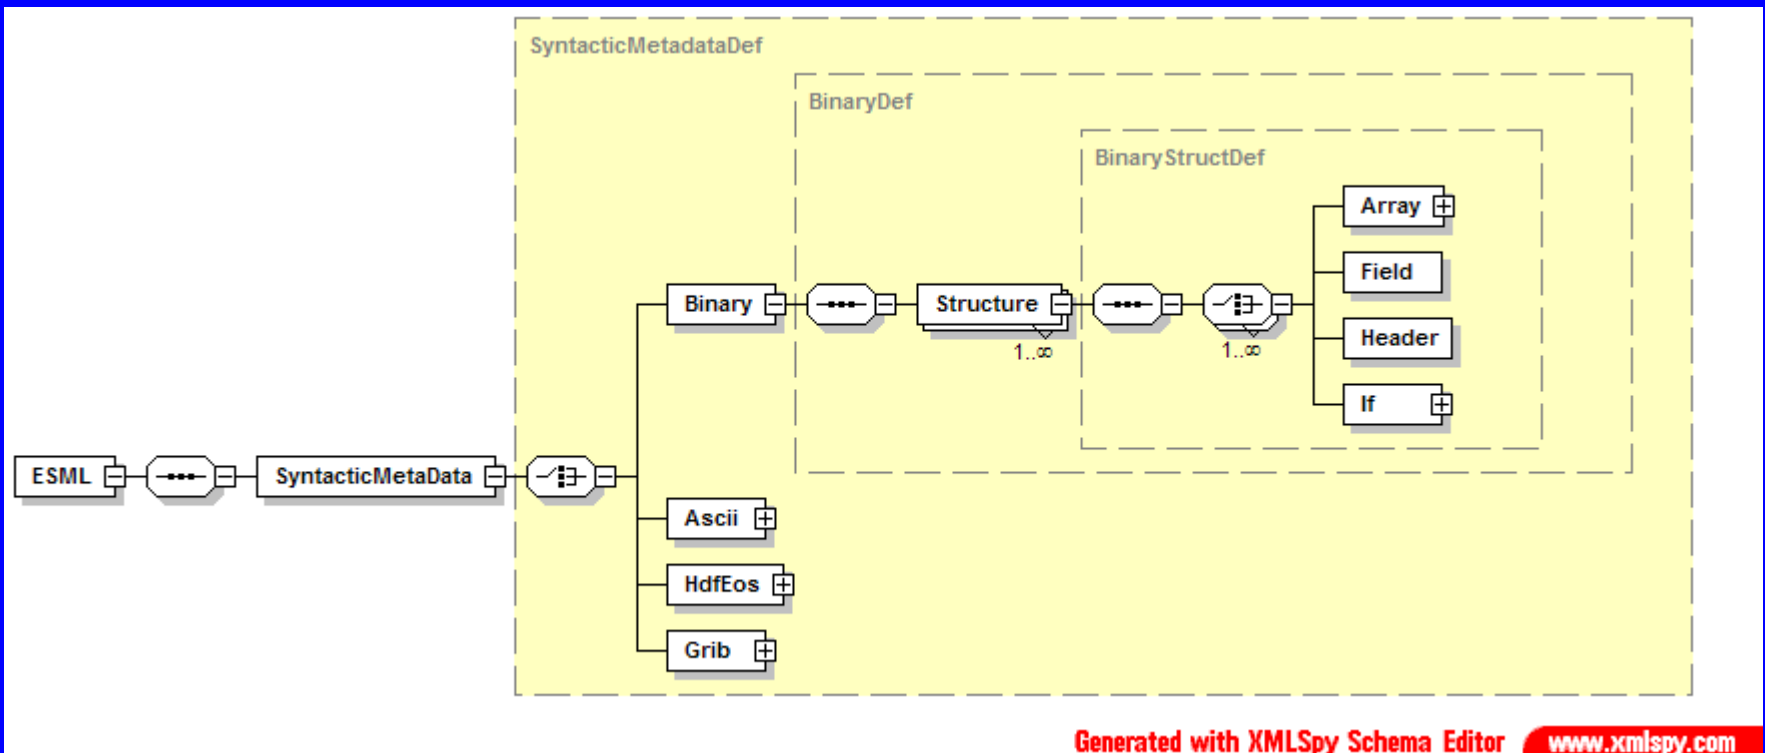 SyntacticMetadataDef
BinaryDef
BinaryStructDef
Array
Field
Binary
Structure
Header
1..∞
1..∞
If
ESML
SyntacticMetaData
Ascii
HdfEos
Grib
Generated with XMLSpy Schema Editor www.xmlspy.com